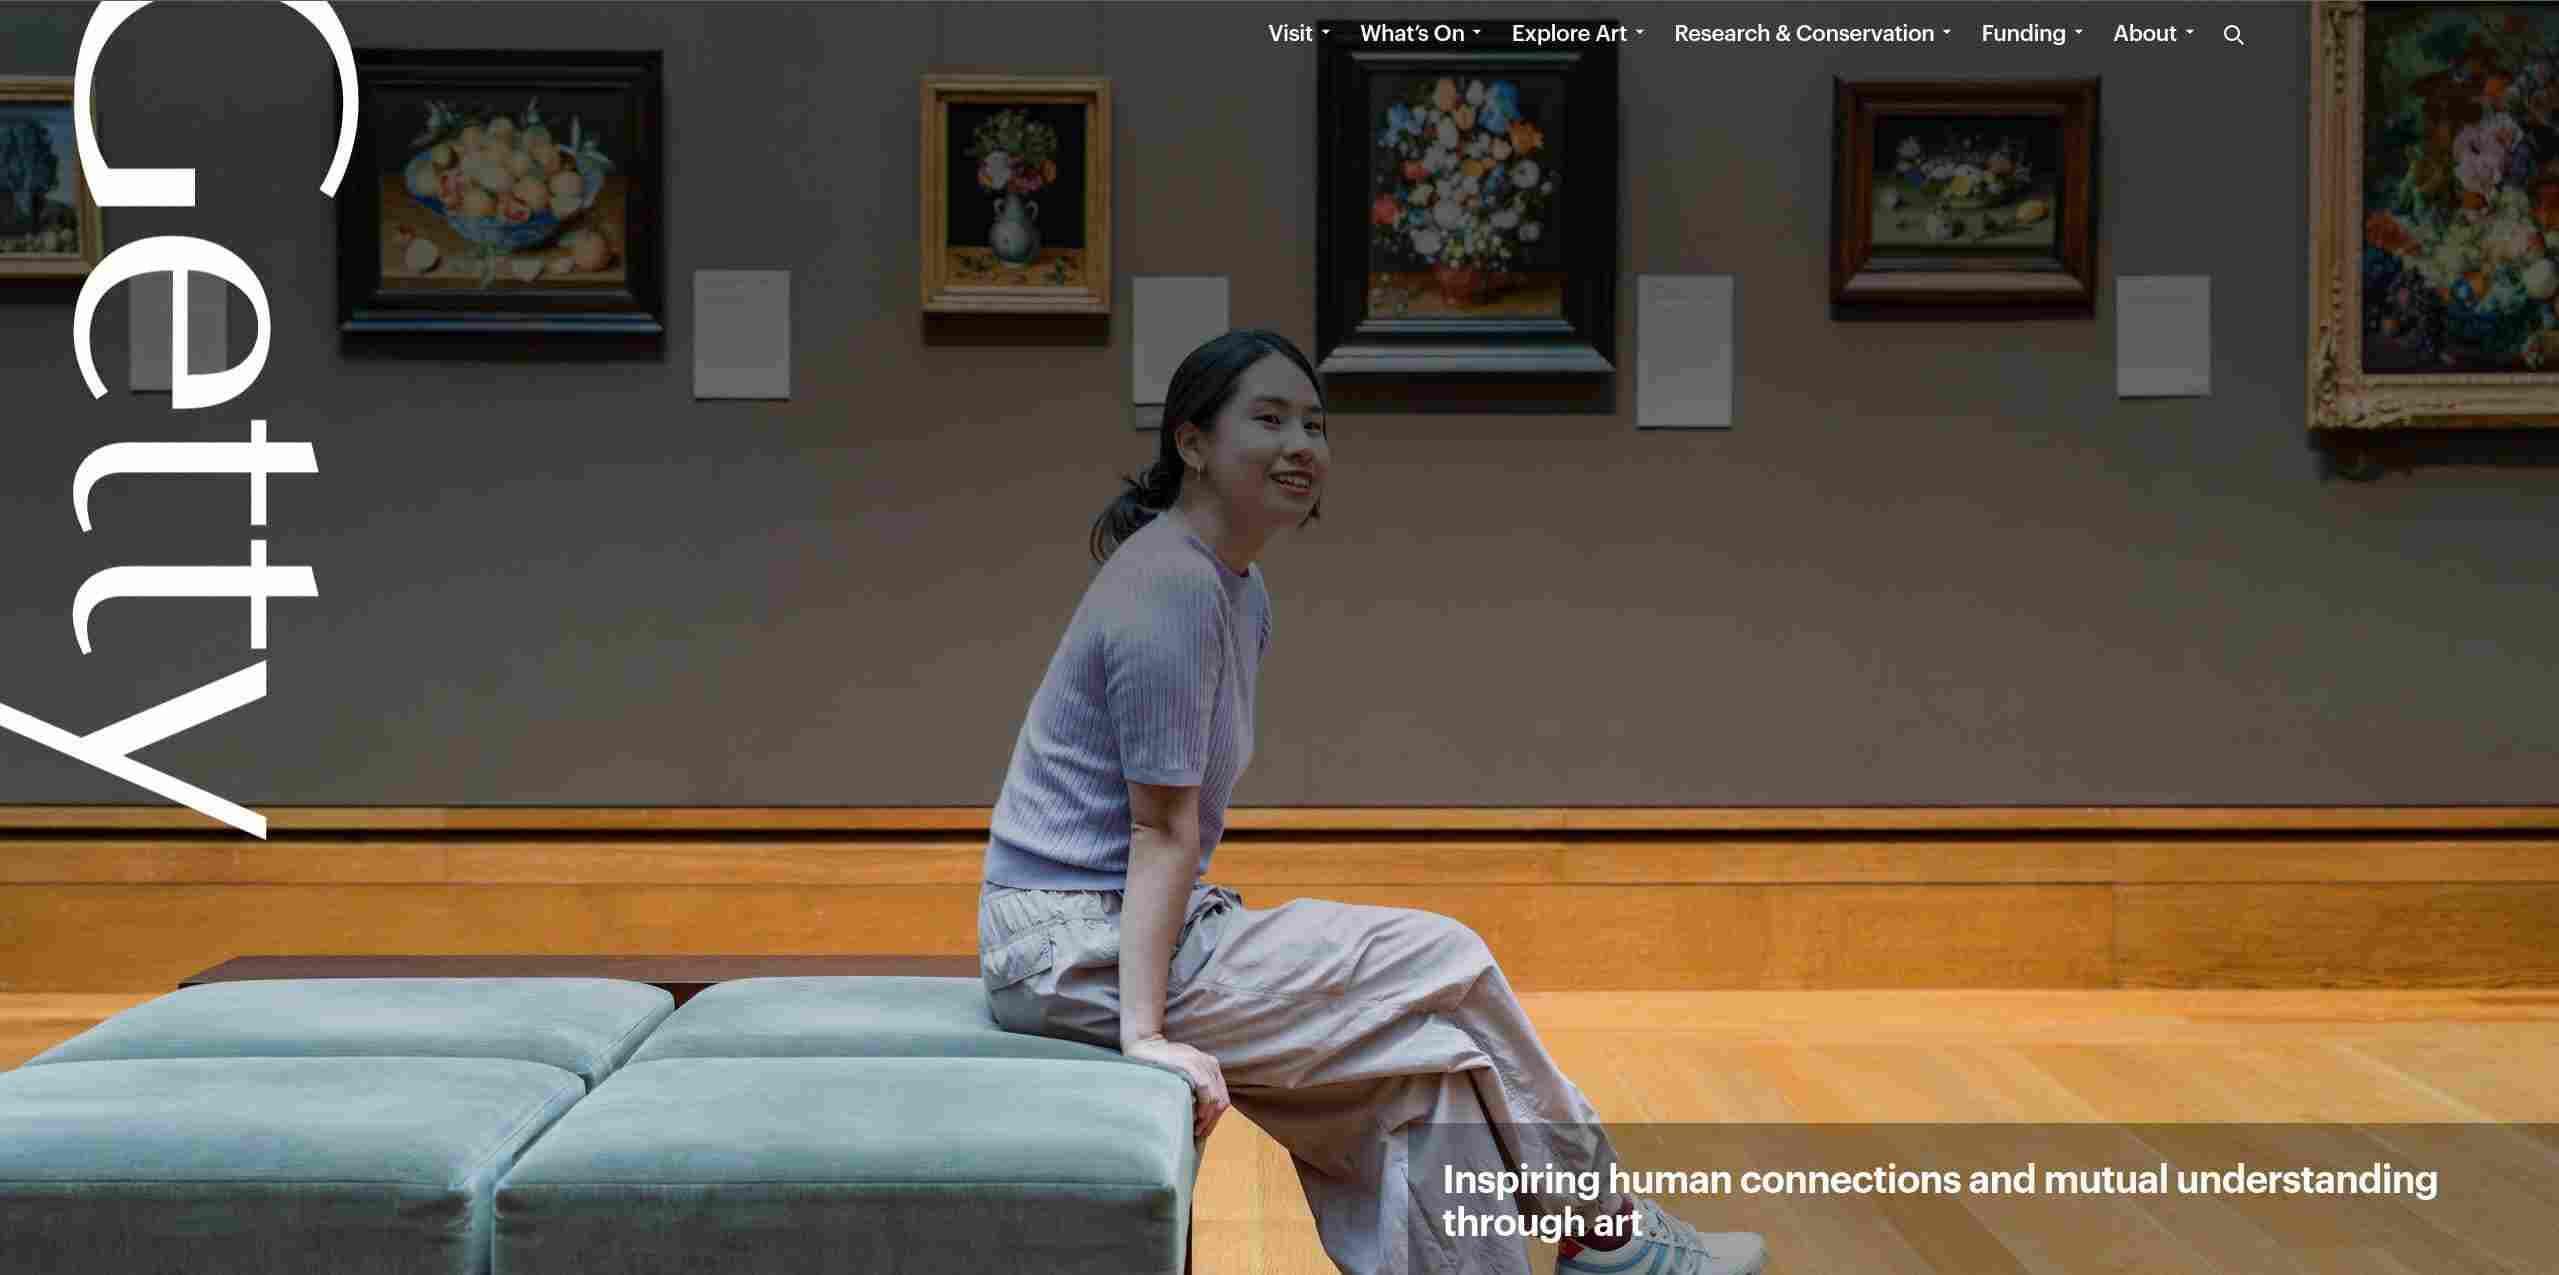 Getty
Visit
What's On
Explore Art
Research & Conservation
Funding
About
Inspiring human connections and mutual understanding
through art